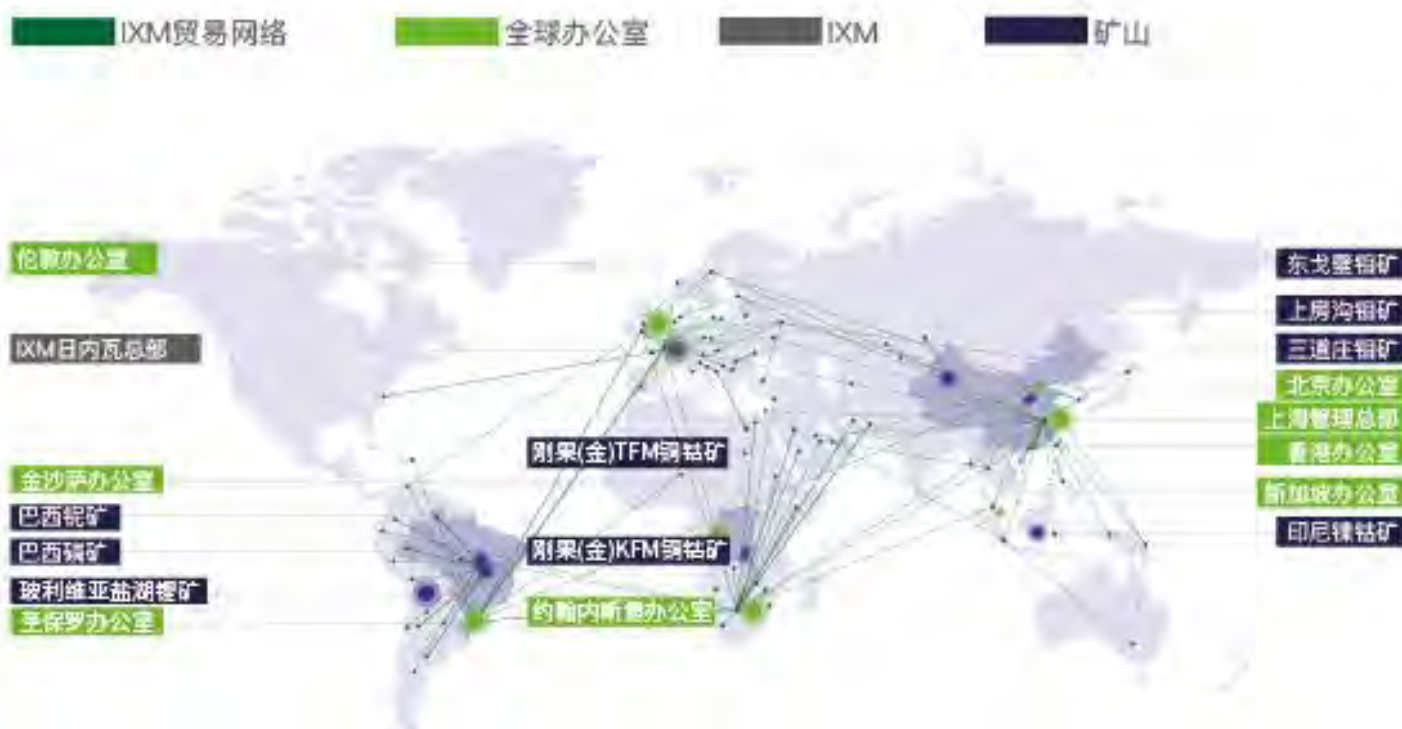 IXM贸易网络
全球办公室
IXM
矿山
伦敦办公室
IXM日内瓦总部
金沙萨办公室
巴西铌矿
巴西磷矿
玻利维亚盐湖锂矿
圣保罗办公室
刚果(金)TFM铜钴矿
刚果(金)KFM铜钴矿
约翰内斯堡办公室
东戈壁钼矿
上房沟钼矿
三道庄钼矿
北京办公室
上海管理总部
香港办公室
新加坡办公室
印尼镍钴矿